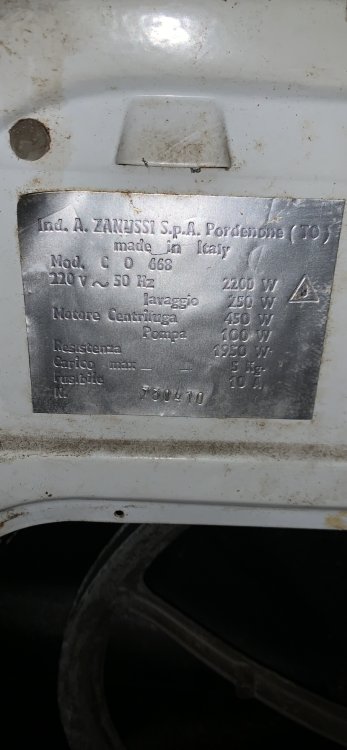 Ind. A. ZANUSSI S.p.A. Pordenone (TO)
made in Italy
Mod. C O 668
220 V ~ 50 Hz 2200 W
lavaggio 250 W
Motore Centrifuga 450 W
Pompa 100 W
Resistenza 1950 W
Carico max 5 Kg.
fusibile 10 A
N.